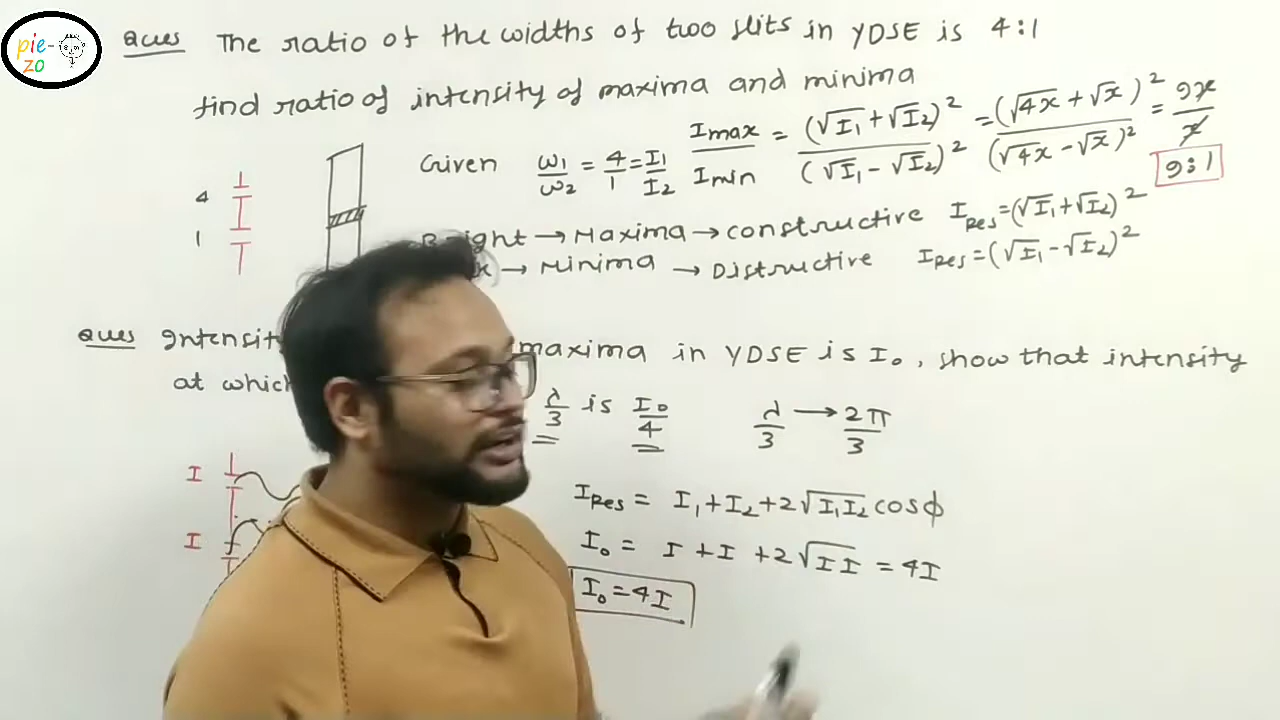 pie-
zo
Ques The ratio of the widths of two slits in YDSE is 4:1
find ratio of intensity of maxima and minima
Given ω₁/ω₂ = 4/1 = I₁/I₂
Imax/Imin = (√I₁+√I₂)²/(√I₁-√I₂)² = (√4x+√x)²/(√4x-√x)² = 9x/x
9:1
4
1
Bright → Maxima → constructive IRes=(√I₁+√I₂)²
→ Minima → Distructive IRes=(√I₁-√I₂)²
Ques Intensity maxima in YDSE is I₀, show that intensity
at which λ/3 is I₀/4 λ/3 → 2π/3
I
I
IRes = I₁+I₂+2√I₁I₂ cosϕ
I₀ = I+I+2√II = 4I
I₀=4I